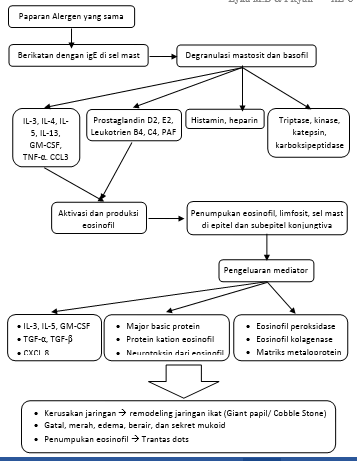 Paparan Alergen yang sama
Berikatan dengan igE di sel mast
Degranulasi mastosit dan basofil
IL-3, IL-4, IL-
5, IL-13,
GM-CSF,
TNF-α. CCL3
Prostaglandin D2, E2,
Leukotrien B4, C4, PAF
Histamin, heparin
Triptase, kinase,
katepsin,
karboksipeptidase
Aktivasi dan produksi
eosinofil
Penumpukan eosinofil, limfosit, sel mast
di epitel dan subepitel konjungtiva
Pengeluaran mediator
• IL-3, IL-5, GM-CSF
• TGF-α, TGF-β
• CXCL 8
• Major basic protein
• Protein kation eosinofil
• Neurotoksin dari eosinofil
• Eosinofil peroksidase
• Eosinofil kolagenase
• Matriks metaloprotein
• Kerusakan jaringan → remodeling jaringan ikat (Giant papil/ Cobble Stone)
• Gatal, merah, edema, berair, dan sekret mukoid
• Penumpukan eosinofil → Trantas dots